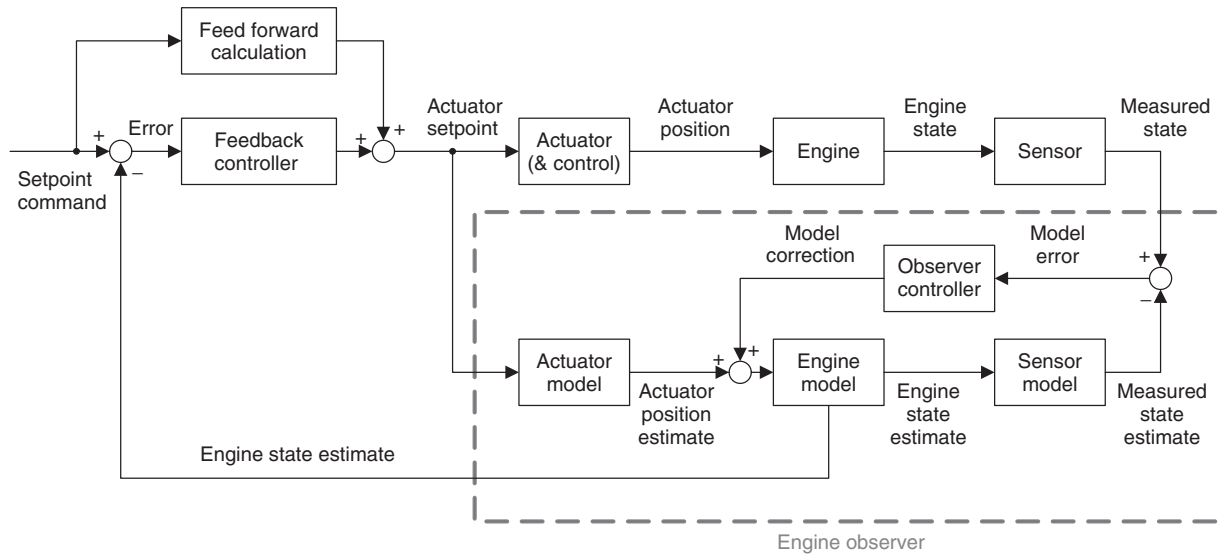 Feed forward
calculation
Error
Feedback
controller
Setpoint
command
+
−
+
+
Actuator
setpoint
Actuator
(& control)
Actuator
position
Engine
Engine
state
Sensor
Measured
state
Model
correction
Observer
controller
Model
error
+
−
Actuator
model
Actuator
position
estimate
+
+
Engine
model
Engine
state
estimate
Sensor
model
Measured
state
estimate
Engine state estimate
Engine observer